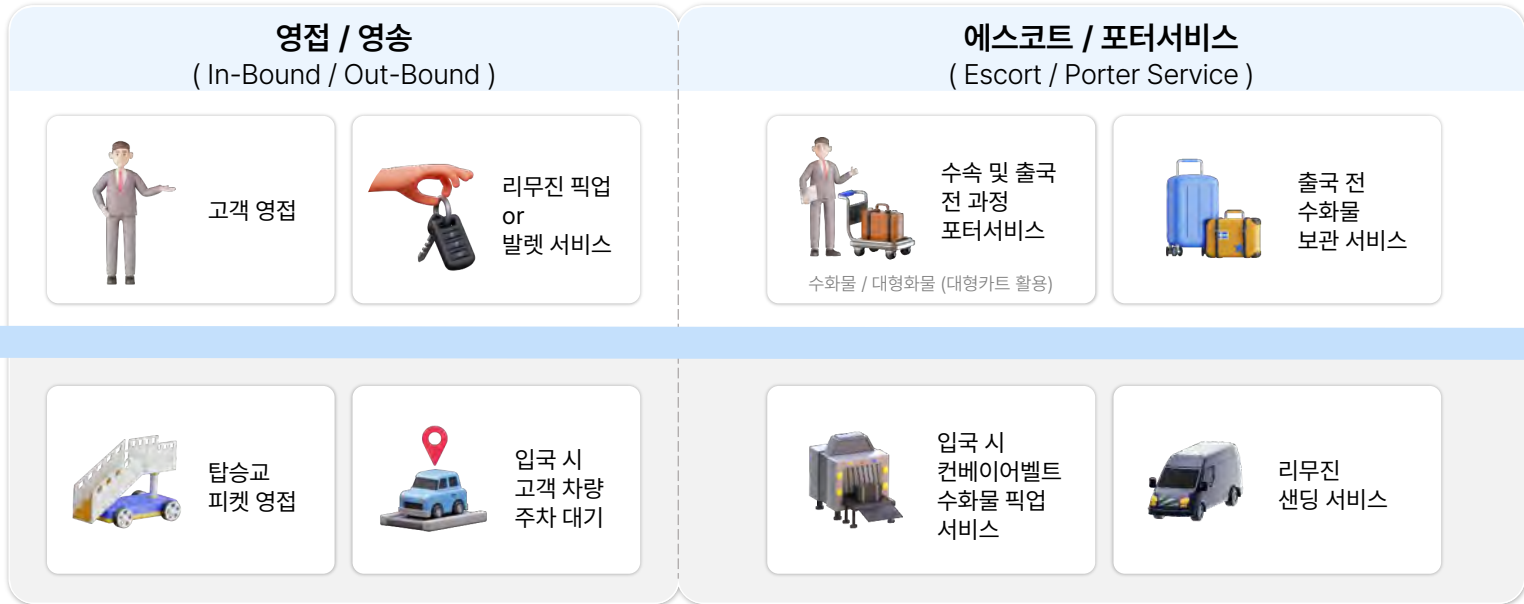 영접 / 영송
( In-Bound / Out-Bound )
에스코트 / 포터서비스
( Escort / Porter Service )
고객 영접
리무진 픽업
or
발렛 서비스
수속 및 출국
전 과정
포터서비스
수화물 / 대형화물 (대형카트 활용)
출국 전
수화물
보관 서비스
탑승교
피켓 영접
입국 시
고객 차량
주차 대기
입국 시
컨베이어벨트
수화물 픽업
서비스
리무진
샌딩 서비스